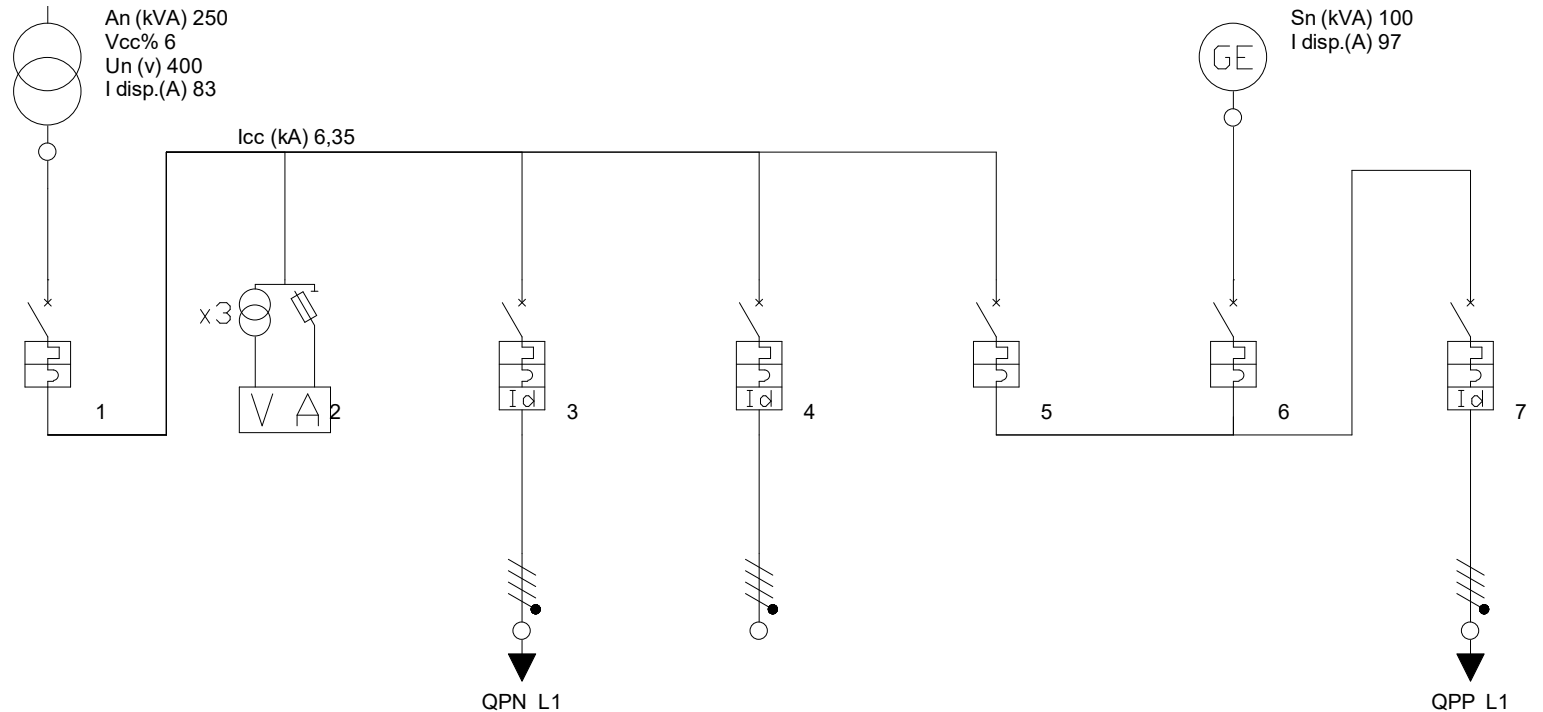 An (kVA) 250
Vcc% 6
Un (v) 400
I disp.(A) 83
Sn (kVA) 100
I disp.(A) 97
GE
Icc (kA) 6,35
x3
V A
1
2
3
4
5
6
7
Id
Id
Id
QPN L1
QPP L1